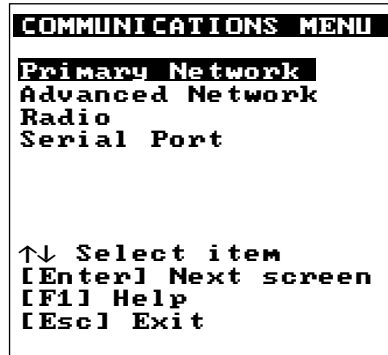 COMMUNICATIONS MENU
Primary Network
Advanced Network
Radio
Serial Port
↑↓ Select item
[Enter] Next screen
[F1] Help
[Esc] Exit